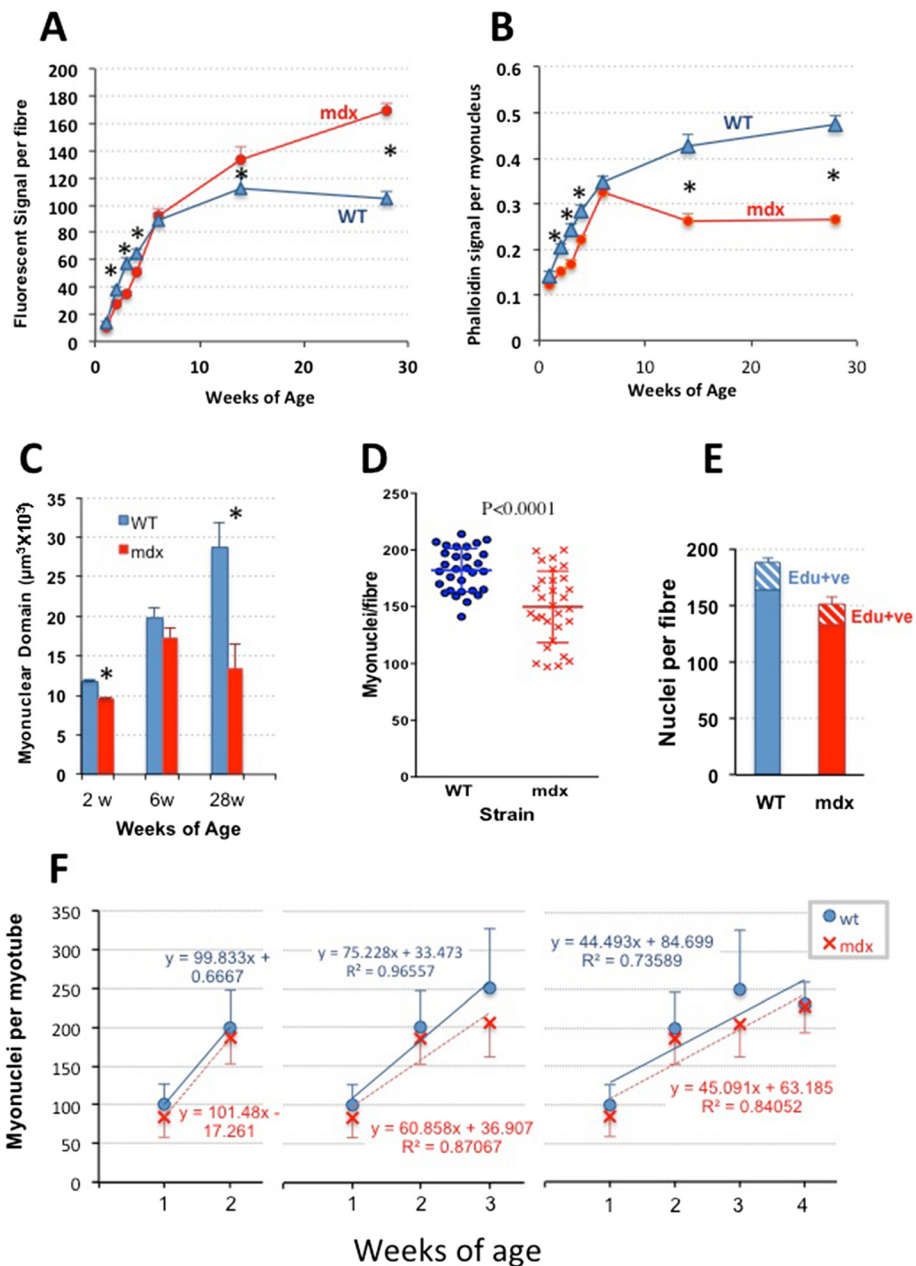 A
Fluorescent Signal per fibre
200
180
160
140
120
100
80
60
40
20
0
mdx
*
*
*
*
*
WT
0
10
20
30
Weeks of Age
B
Phalloidin signal per myonucleus
0.6
0.5
0.4
0.3
0.2
0.1
0
WT
*
*
*
*
*
mdx
0
10
20
30
Weeks of Age
C
Myonuclear Domain (µm³X10³)
35
30
25
20
15
10
5
0
WT
mdx
*
*
2 w
6w
28w
Weeks of Age
D
Myonuclei/fibre
250
200
150
100
50
0
P<0.0001
WT
mdx
Strain
E
Nuclei per fibre
200
150
100
50
0
Edu+ve
Edu+ve
WT
mdx
F
Myonuclei per myotube
350
300
250
200
150
100
50
0
y = 99.833x +
0.6667
y = 101.48x -
17.261
1
2
y = 75.228x + 33.473
R² = 0.96557
y = 60.858x + 36.907
R² = 0.87067
1
2
3
wt
mdx
y = 44.493x + 84.699
R² = 0.73589
y = 45.091x + 63.185
R² = 0.84052
1
2
3
4
Weeks of age